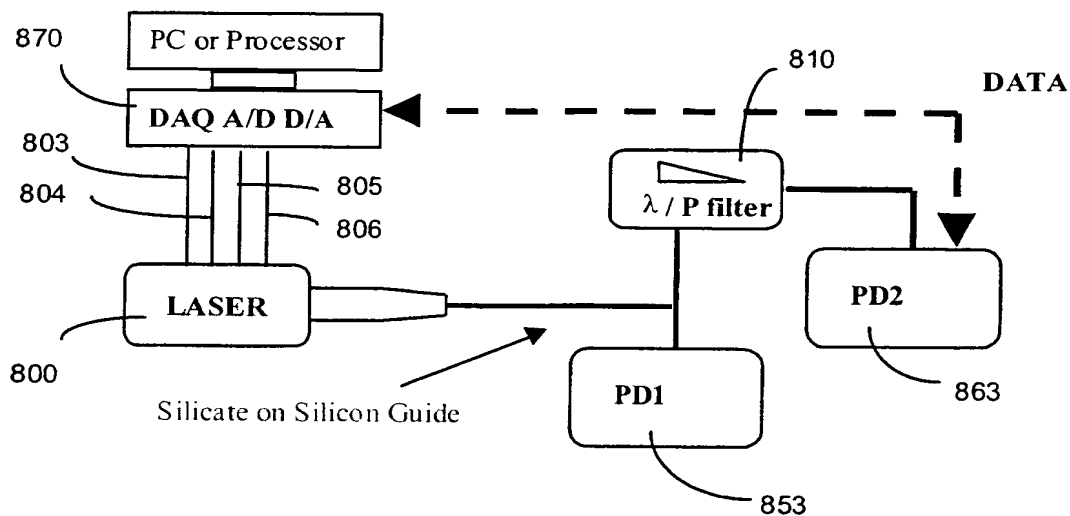 870
PC or Processor
810
DATA
DAQ A/D D/A
803
804
805
806
λ / P filter
LASER
PD2
800
863
Silicate on Silicon Guide
PD1
853